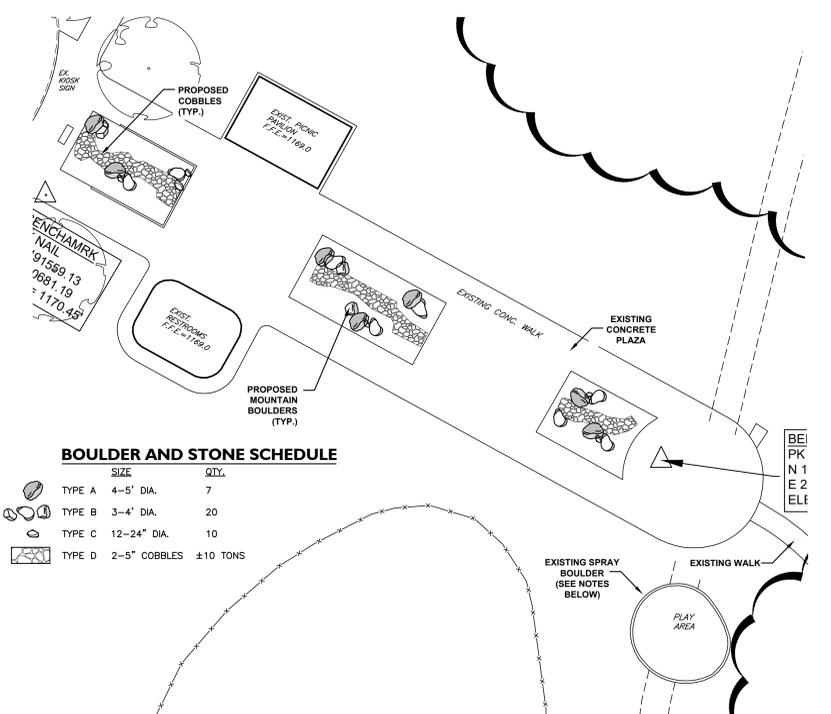 EX.
KIOSK
SIGN
PROPOSED
COBBLES
(TYP.)
EXIST. PICNIC
PAVILION
F.F.E.=1169.0
ENCHAMRK
NAIL
91559.13
0681.19
1170.45
EXIST.
RESTROOMS
F.F.E.=1169.0
EXISTING CONC. WALK
EXISTING
CONCRETE
PLAZA
PROPOSED
MOUNTAIN
BOULDERS
(TYP.)
BOULDER AND STONE SCHEDULE
SIZE QTY.
TYPE A 4-5' DIA. 7
TYPE B 3-4' DIA. 20
TYPE C 12-24" DIA. 10
TYPE D 2-5" COBBLES ±10 TONS
BE
PK
N 1
E 2
ELE
EXISTING SPRAY
BOULDER
(SEE NOTES
BELOW)
EXISTING WALK
PLAY
AREA